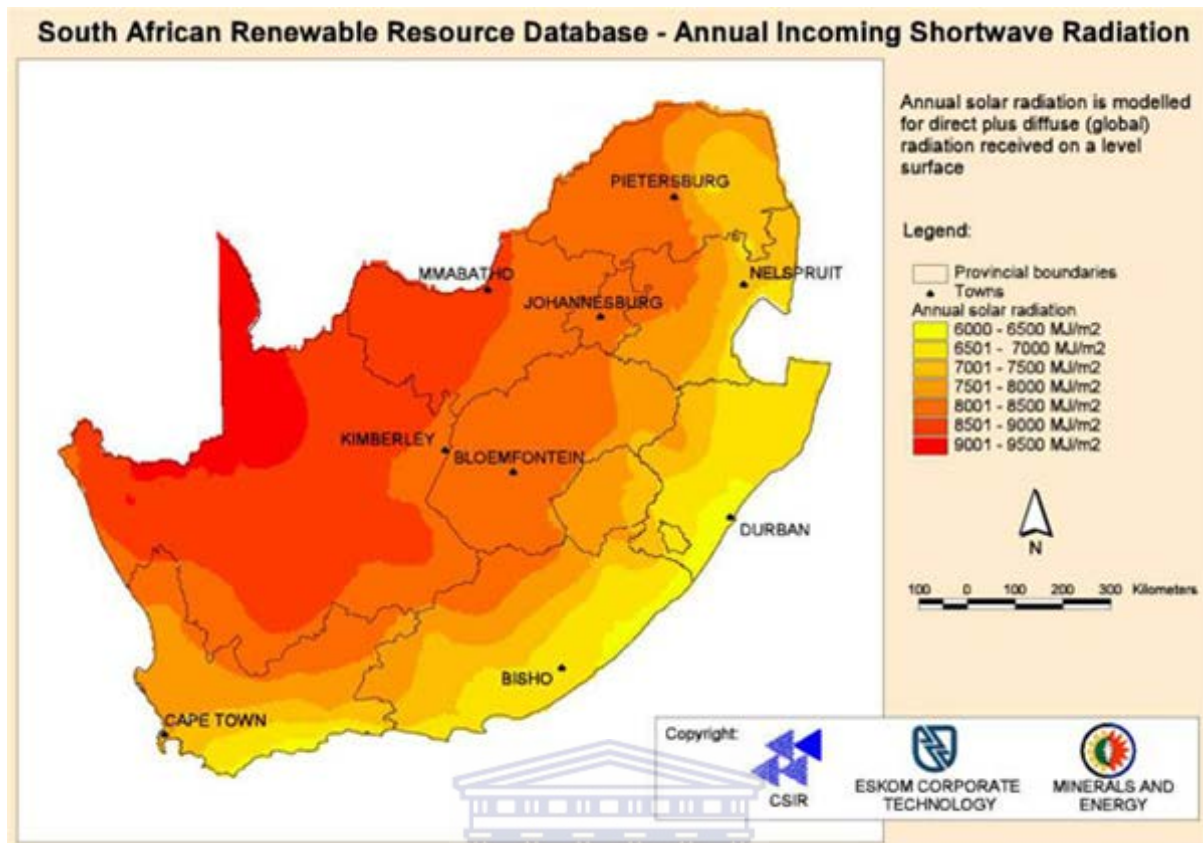 South African Renewable Resource Database - Annual Incoming Shortwave Radiation
Annual solar radiation is modelled
for direct plus diffuse (global)
radiation received on a level
surface
PIETERSBURG
Legend:
MMABATHO
NELSPRUIT
JOHANNESBURG
Provincial boundaries
Towns
Annual solar radiation
6000 - 6500 MJ/m2
6501 - 7000 MJ/m2
7001 - 7500 MJ/m2
7501 - 8000 MJ/m2
8001 - 8500 MJ/m2
8501 - 9000 MJ/m2
9001 - 9500 MJ/m2
KIMBERLEY
BLOEMFONTEIN
DURBAN
N
100 0 100 200 300 Kilometers
BISHO
CAPE TOWN
Copyright:
CSIR
ESKOM CORPORATE
TECHNOLOGY
MINERALS AND
ENERGY